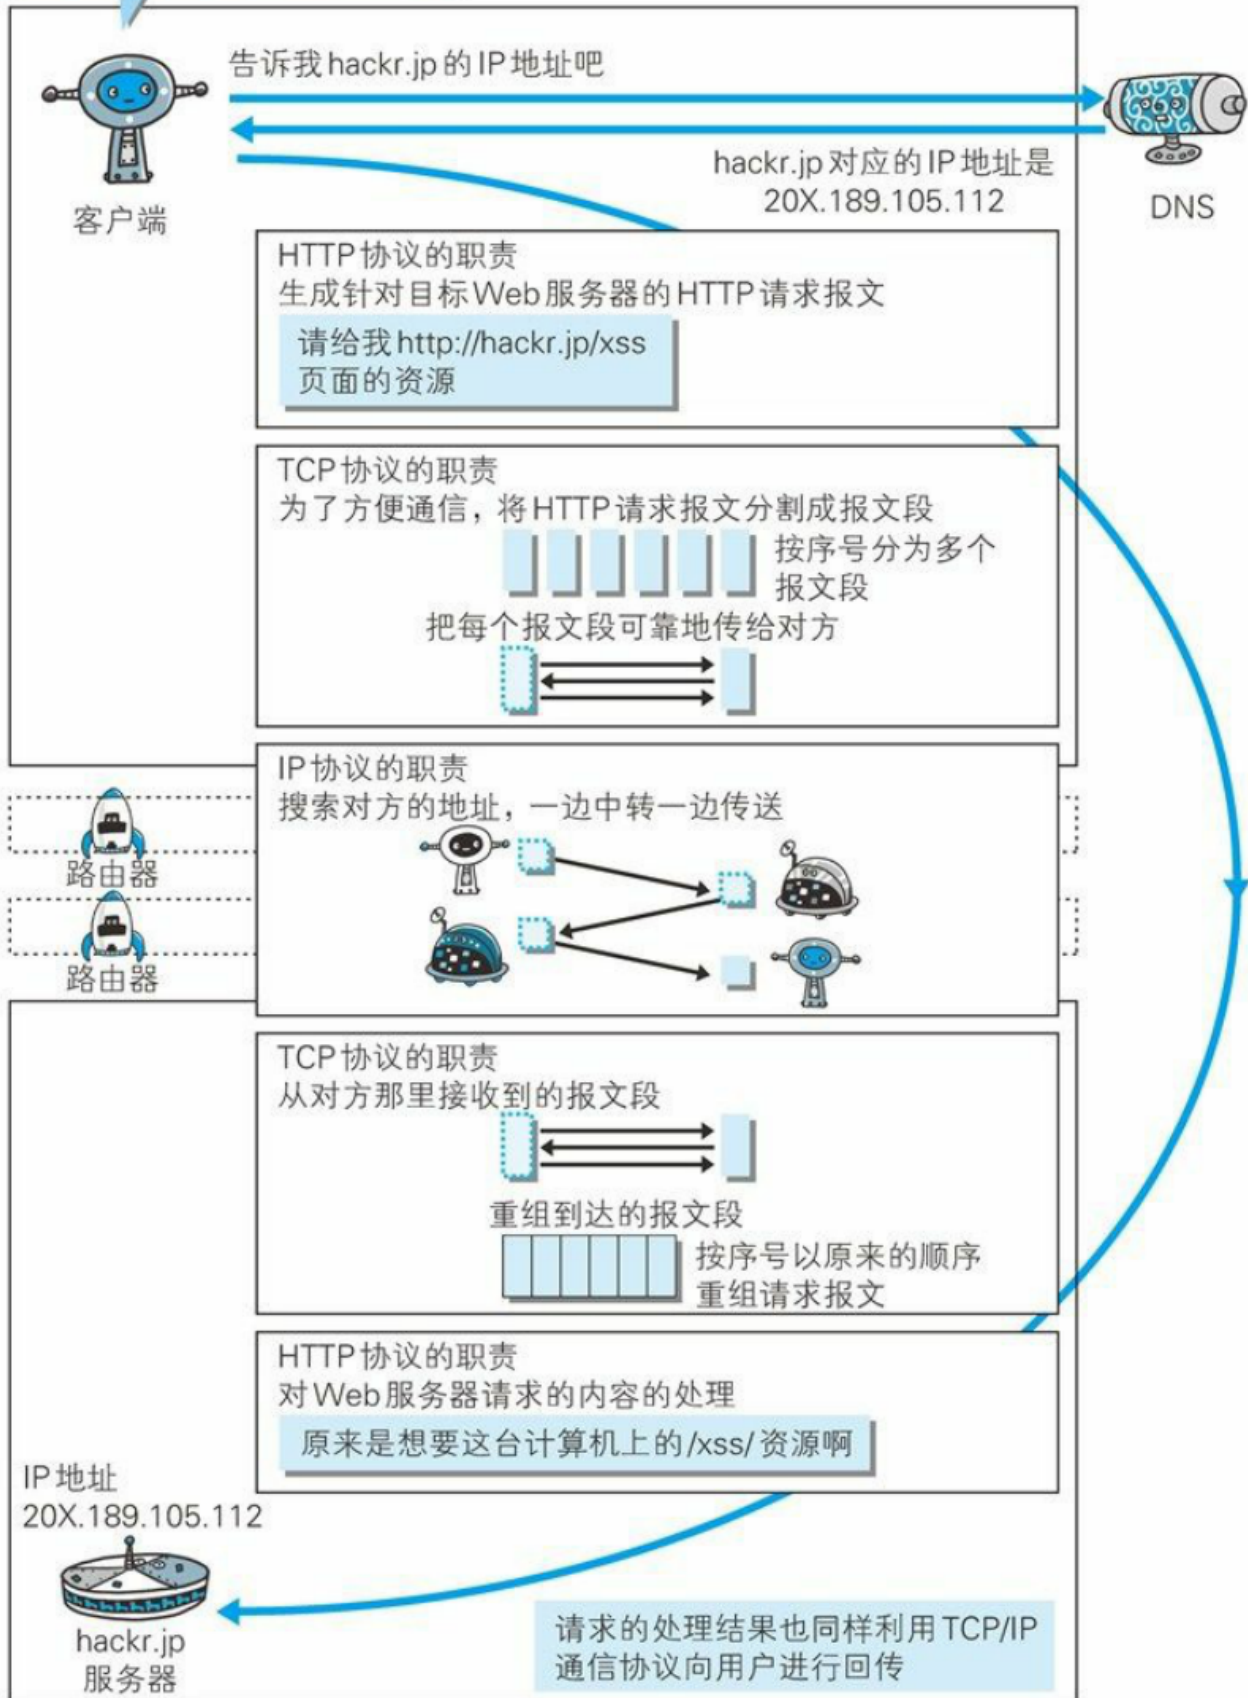 告诉我hackr.jp的IP地址吧
hackr.jp对应的IP地址是
20X.189.105.112
客户端
DNS
HTTP协议的职责
生成针对目标Web服务器的HTTP请求报文
请给我http://hackr.jp/xss
页面的资源
TCP协议的职责
为了方便通信，将HTTP请求报文分割成报文段
按序号分为多个
报文段
把每个报文段可靠地传给对方
IP协议的职责
搜索对方的地址，一边中转一边传送
路由器
路由器
TCP协议的职责
从对方那里接收到的报文段
重组到达的报文段
按序号以原来的顺序
重组请求报文
HTTP协议的职责
对Web服务器请求的内容的处理
原来是想要这台计算机上的/xss/资源啊
IP地址
20X.189.105.112
hackr.jp
服务器
请求的处理结果也同样利用TCP/IP
通信协议向用户进行回传